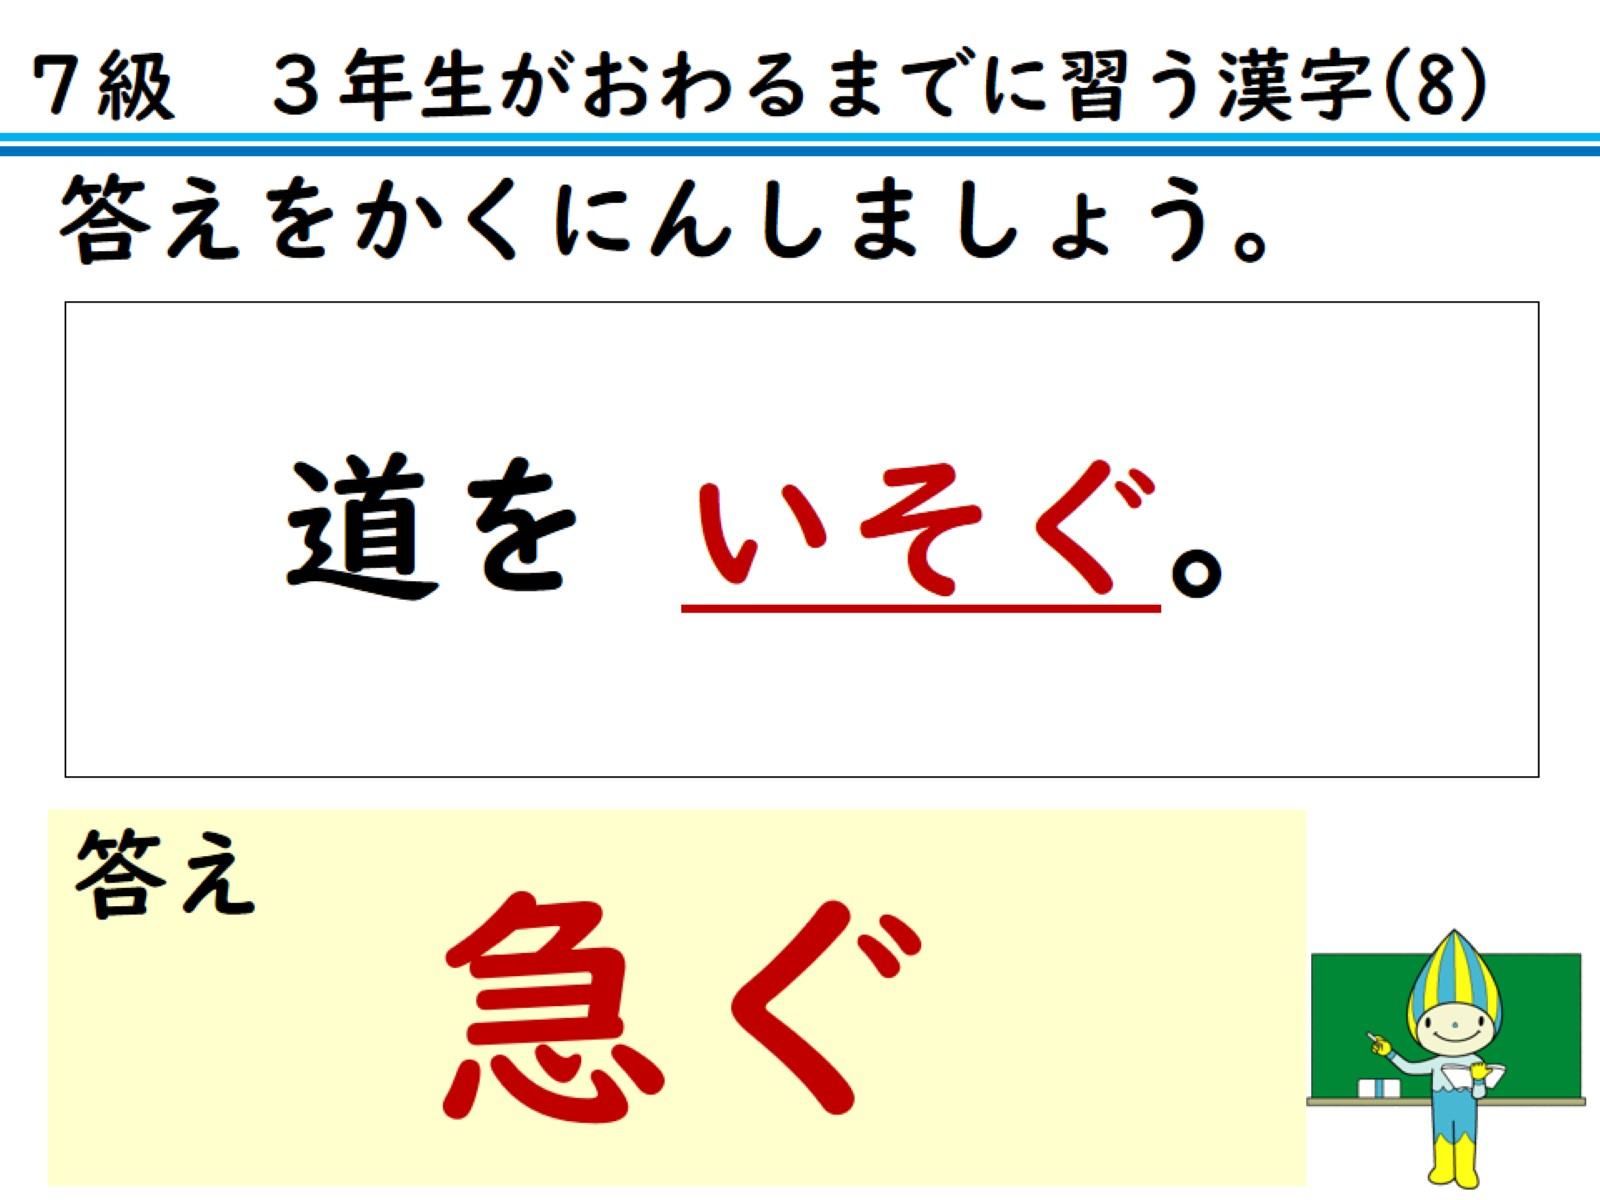 ７級　３年生がおわるまでに習う漢字(8)
答えをかくにんしましょう。
道を いそぐ。
答え
急ぐ